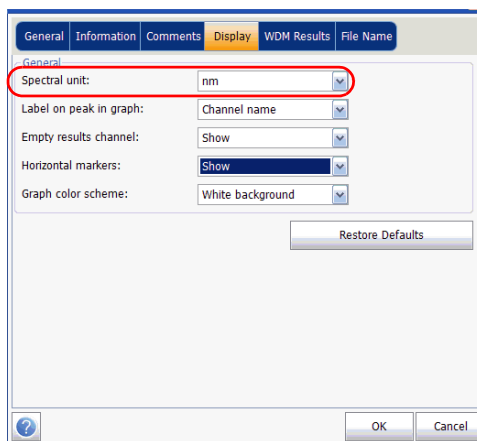 General Information Comments Display WDM Results File Name
General
Spectral unit: nm
Label on peak in graph: Channel name
Empty results channel: Show
Horizontal markers: Show
Graph color scheme: White background
Restore Defaults
? OK Cancel